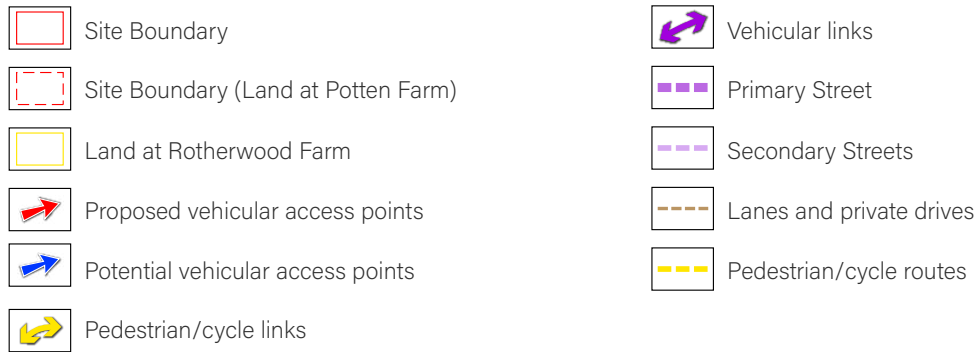 Site Boundary
Site Boundary (Land at Potten Farm)
Land at Rotherwood Farm
Proposed vehicular access points
Potential vehicular access points
Pedestrian/cycle links
Vehicular links
Primary Street
Secondary Streets
Lanes and private drives
Pedestrian/cycle routes